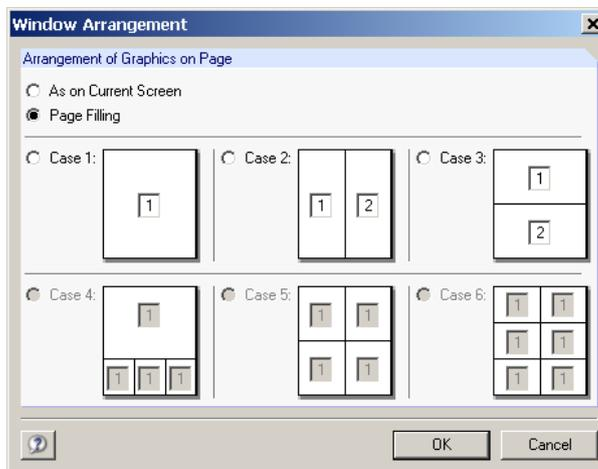 Window Arrangement
Arrangement of Graphics on Page
As on Current Screen
Page Filling
Case 1: 1
Case 2: 1 2
Case 3: 1
2
Case 4: 1
1 1 1
Case 5: 1 1
1 1
Case 6: 1 1
1 1
1 1
?
OK Cancel